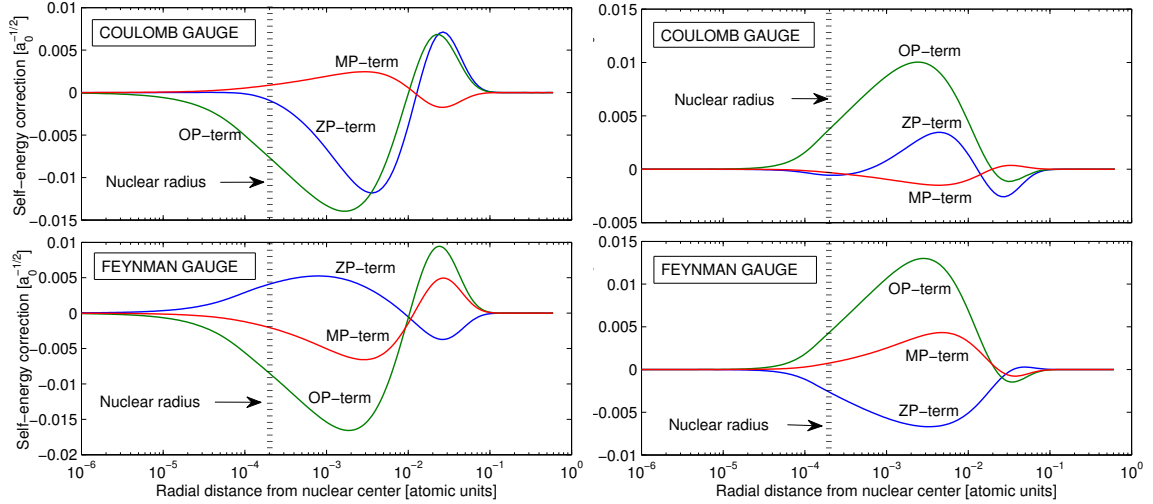 0.01
COULOMB GAUGE
0.005
MP−term
0
−0.005
OP−term
ZP−term
Nuclear radius
−0.01
−0.015
Self−energy correction [a₀⁻¹/²]
0.015
COULOMB GAUGE
OP−term
0.01
Nuclear radius
ZP−term
0.005
0
MP−term
−0.005
0.01
FEYNMAN GAUGE
ZP−term
0.005
0
−0.005
MP−term
−0.01
Nuclear radius
OP−term
−0.015
−0.02
Self−energy correction [a₀⁻¹/²]
10⁻⁶ 10⁻⁵ 10⁻⁴ 10⁻³ 10⁻² 10⁻¹ 10⁰
Radial distance from nuclear center [atomic units]
0.015
FEYNMAN GAUGE
OP−term
0.01
0.005
MP−term
0
ZP−term
−0.005
Nuclear radius
−0.01
10⁻⁶ 10⁻⁵ 10⁻⁴ 10⁻³ 10⁻² 10⁻¹ 10⁰
Radial distance from nuclear center [atomic units]